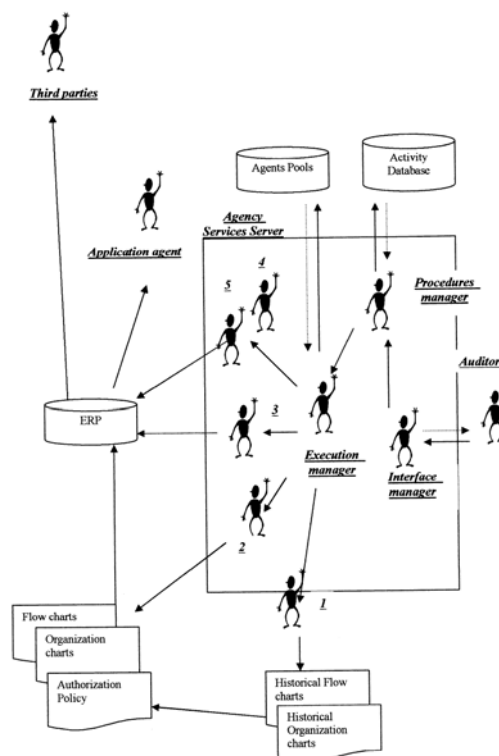 Third parties
Agents Pools
Activity
Database
Agency
Services Server
Application agent
4
5
Procedures
manager
Auditor
ERP
3
Execution
manager
Interface
manager
2
1
Flow charts
Organization
charts
Authorization
Policy
Historical Flow
charts
Historical
Organization
charts